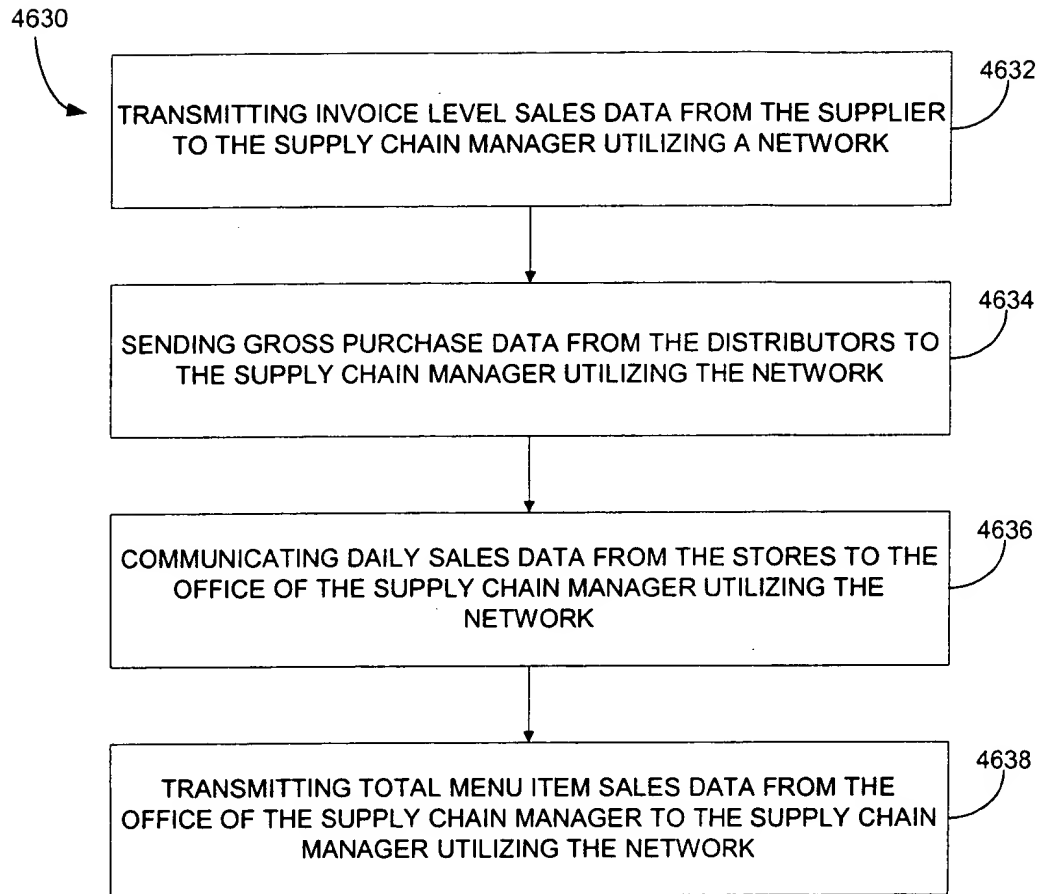 4630
4632
TRANSMITTING INVOICE LEVEL SALES DATA FROM THE SUPPLIER
TO THE SUPPLY CHAIN MANAGER UTILIZING A NETWORK
4634
SENDING GROSS PURCHASE DATA FROM THE DISTRIBUTORS TO
THE SUPPLY CHAIN MANAGER UTILIZING THE NETWORK
4636
COMMUNICATING DAILY SALES DATA FROM THE STORES TO THE
OFFICE OF THE SUPPLY CHAIN MANAGER UTILIZING THE
NETWORK
4638
TRANSMITTING TOTAL MENU ITEM SALES DATA FROM THE
OFFICE OF THE SUPPLY CHAIN MANAGER TO THE SUPPLY CHAIN
MANAGER UTILIZING THE NETWORK